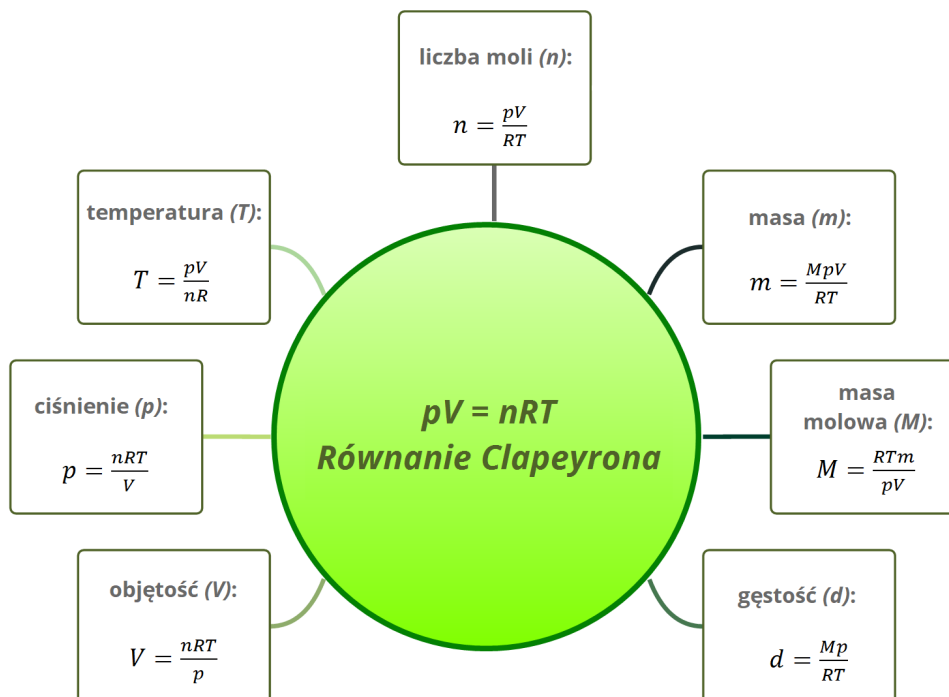 liczba moli (n):
n = pV/RT
temperatura (T):
T = pV/nR
masa (m):
m = MpV/RT
ciśnienie (p):
p = nRT/V
pV = nRT
Równanie Clapeyrona
masa
molowa (M):
M = RTm/pV
objętość (V):
V = nRT/p
gęstość (d):
d = Mp/RT